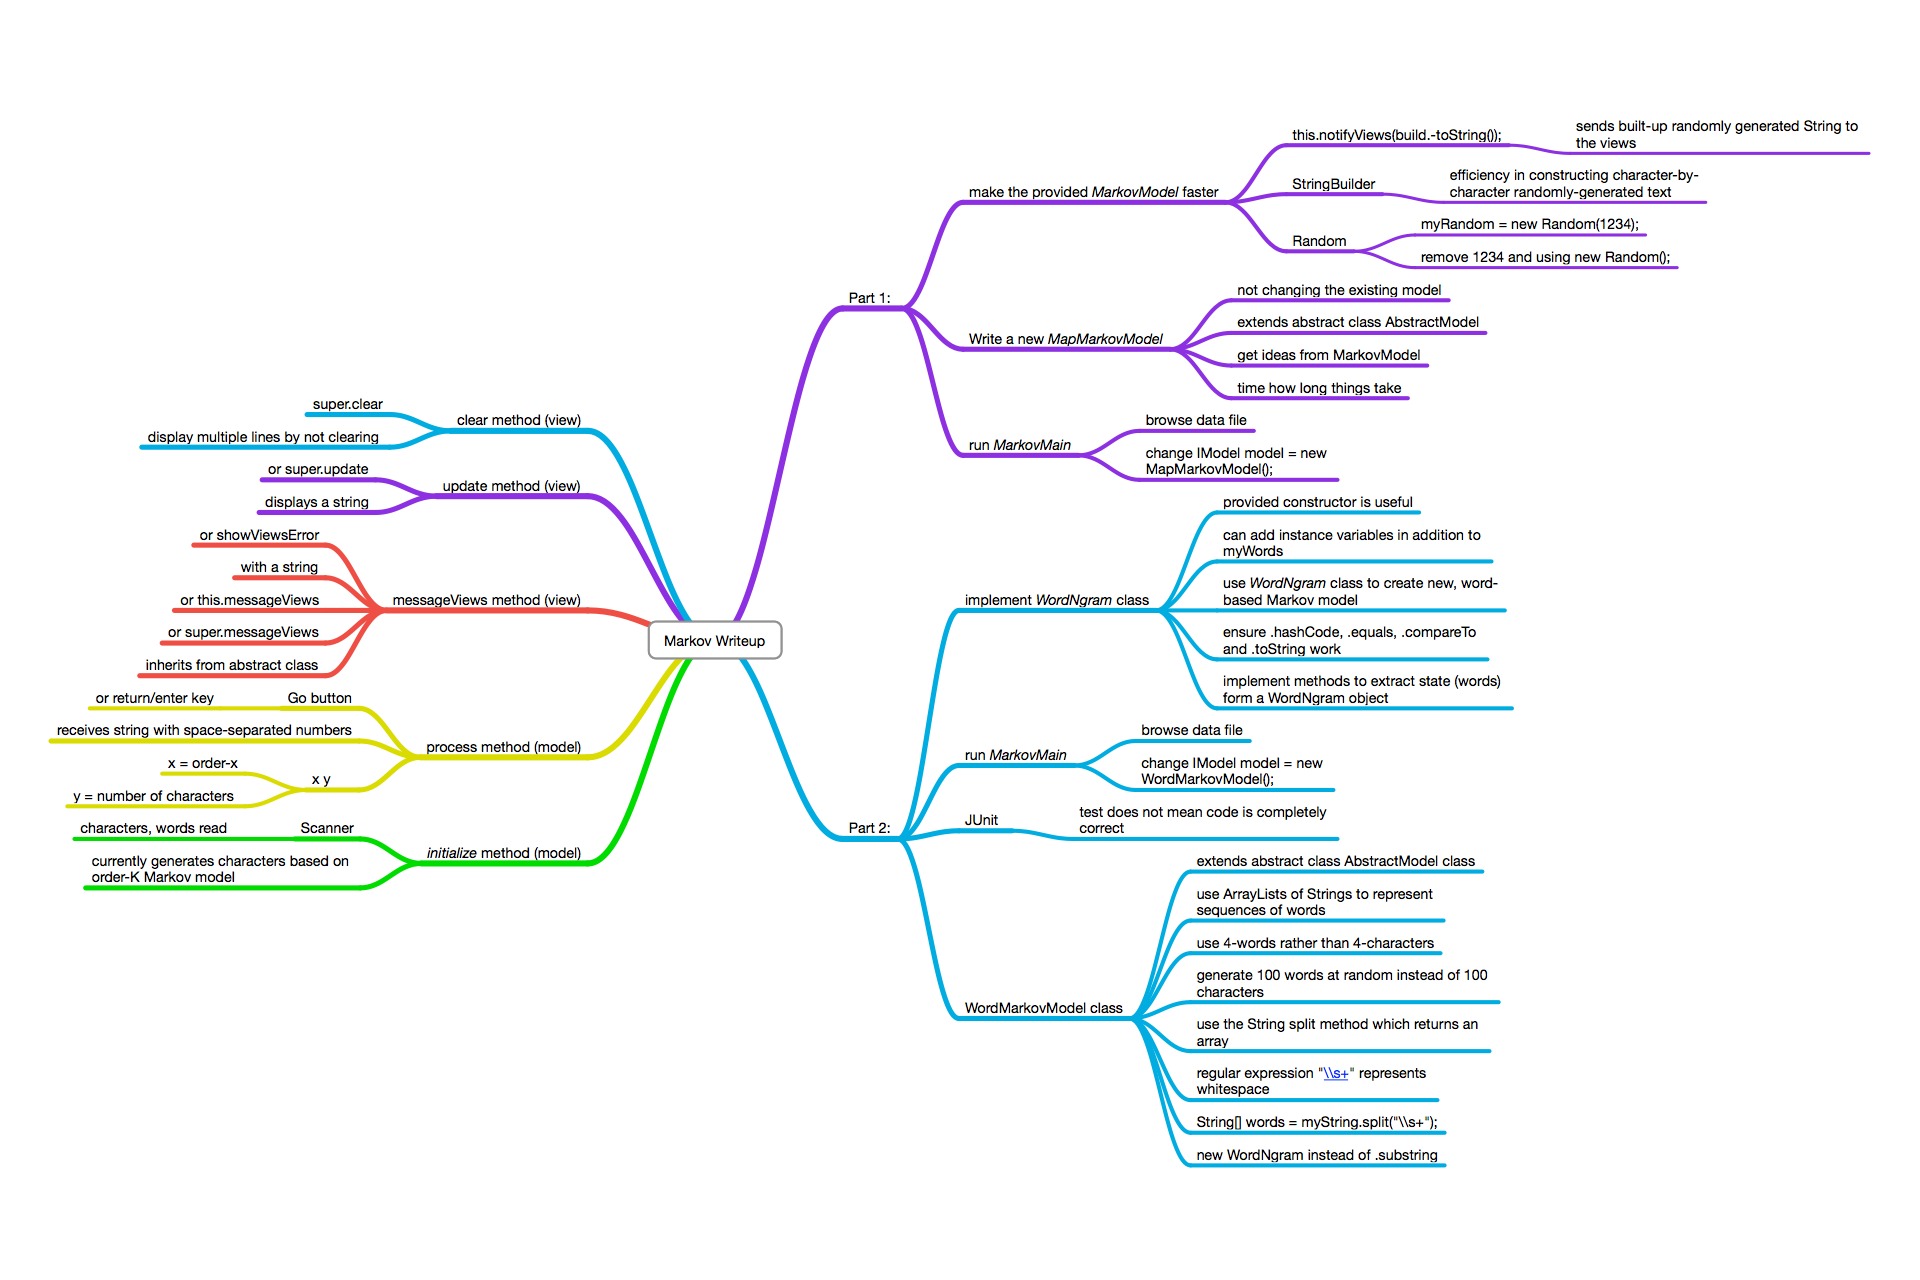 Markov Writeup
Part 1:
make the provided MarkovModel faster
this.notifyViews(build.-toString());
sends built-up randomly generated String to
the views
StringBuilder
efficiency in constructing character-by-
character randomly-generated text
Random
myRandom = new Random(1234);
remove 1234 and using new Random();
Write a new MapMarkovModel
not changing the existing model
extends abstract class AbstractModel
get ideas from MarkovModel
time how long things take
run MarkovMain
browse data file
change IModel model = new
MapMarkovModel();
Part 2:
implement WordNgram class
provided constructor is useful
can add instance variables in addition to
myWords
use WordNgram class to create new, word-
based Markov model
ensure .hashCode, .equals, .compareTo
and .toString work
implement methods to extract state (words)
form a WordNgram object
run MarkovMain
browse data file
change IModel model = new
WordMarkovModel();
JUnit
test does not mean code is completely
correct
WordMarkovModel class
extends abstract class AbstractModel class
use ArrayLists of Strings to represent
sequences of words
use 4-words rather than 4-characters
generate 100 words at random instead of 100
characters
use the String split method which returns an
array
regular expression "\\s+" represents
whitespace
String[] words = myString.split("\\s+");
new WordNgram instead of .substring
clear method (view)
super.clear
display multiple lines by not clearing
update method (view)
or super.update
displays a string
messageViews method (view)
or showViewsError
with a string
or this.messageViews
or super.messageViews
inherits from abstract class
process method (model)
Go button
or return/enter key
receives string with space-separated numbers
x y
x = order-x
y = number of characters
initialize method (model)
Scanner
characters, words read
currently generates characters based on
order-K Markov model